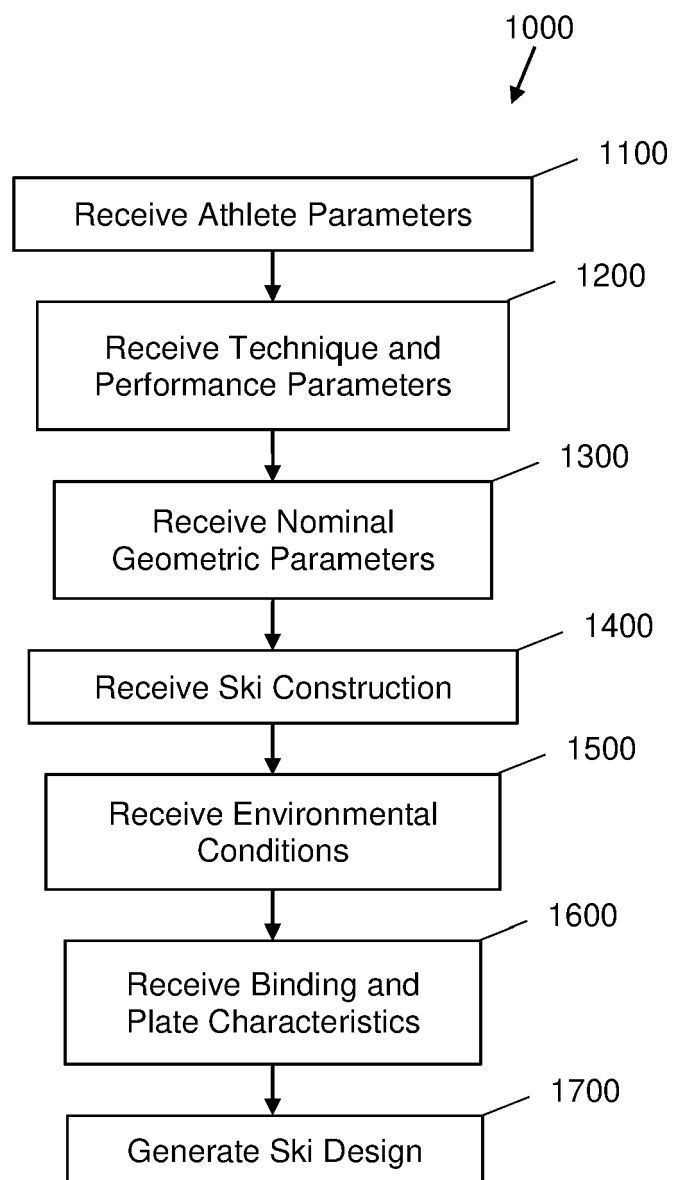 1000
1100
Receive Athlete Parameters
1200
Receive Technique and
Performance Parameters
1300
Receive Nominal
Geometric Parameters
1400
Receive Ski Construction
1500
Receive Environmental
Conditions
1600
Receive Binding and
Plate Characteristics
1700
Generate Ski Design